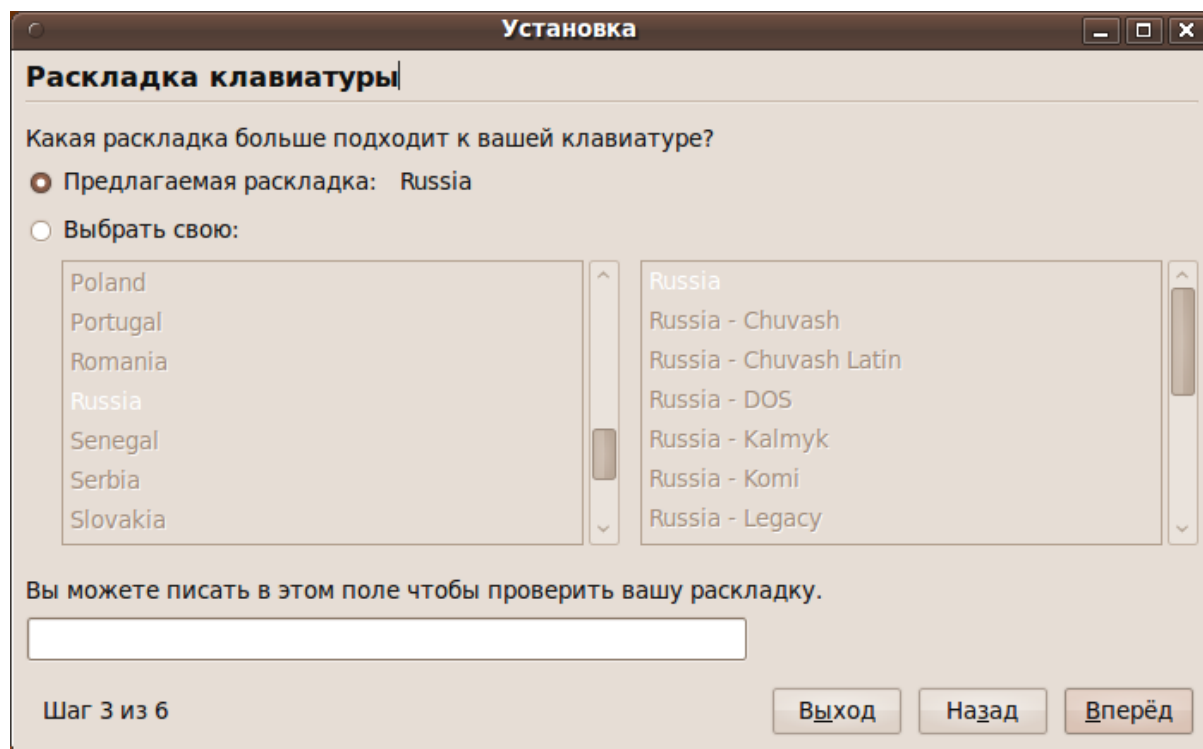 Установка
Раскладка клавиатуры
Какая раскладка больше подходит к вашей клавиатуре?
Предлагаемая раскладка: Russia
Выбрать свою:
Poland
Portugal
Romania
Russia
Senegal
Serbia
Slovakia
Russia
Russia - Chuvash
Russia - Chuvash Latin
Russia - DOS
Russia - Kalmyk
Russia - Komi
Russia - Legacy
Вы можете писать в этом поле чтобы проверить вашу раскладку.
Шаг 3 из 6
Выход
Назад
Вперёд